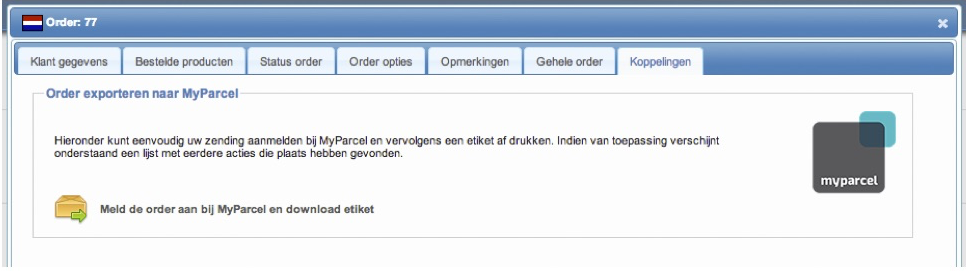 Order: 77
Klant gegevens
Bestelde producten
Status order
Order opties
Opmerkingen
Gehele order
Koppelingen
Order exporteren naar MyParcel
Hieronder kunt eenvoudig uw zending aanmelden bij MyParcel en vervolgens een etiket af drukken. Indien van toepassing verschijnt
onderstaand een lijst met eerdere acties die plaats hebben gevonden.
myparcel
Meld de order aan bij MyParcel en download etiket